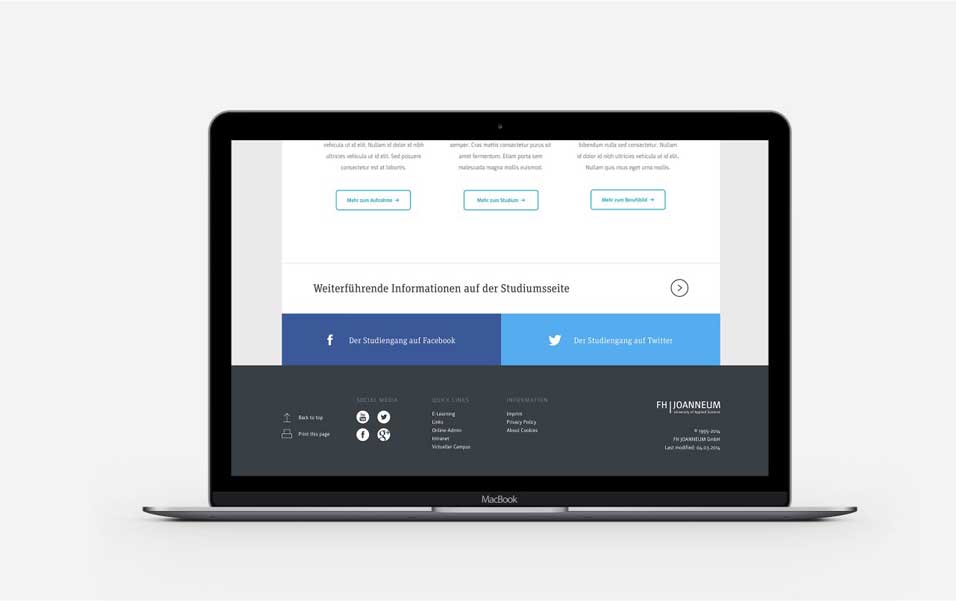 vehicula ut id elit. Nullam id dolor id nibh
ultricies vehicula ut id elit. Sed posuere
consectetur est at lobortis.
Mehr zum Aufnahme →
semper. Cras mattis consectetur purus sit
amet fermentum. Etiam porta sem
malesuada magna mollis euismod.
Mehr zum Studium →
bibendum nulla sed consectetur. Nullam
id dolor id nibh ultricies vehicula ut id elit.
Nullam quis risus eget urna mollis.
Mehr zum Berufsbild →
Weiterführende Informationen auf der Studiumsseite
Der Studiengang auf Facebook
Der Studiengang auf Twitter
Back to top
Print this page
SOCIAL MEDIA
QUICK LINKS
E-Learning
Links
Online-Admin
Intranet
Virtueller Campus
INFORMATION
Imprint
Privacy Policy
About Cookies
FH | JOANNEUM
University of Applied Sciences
© 1995-2014
FH JOANNEUM GmbH
Last modified: 04.03.2014
MacBook